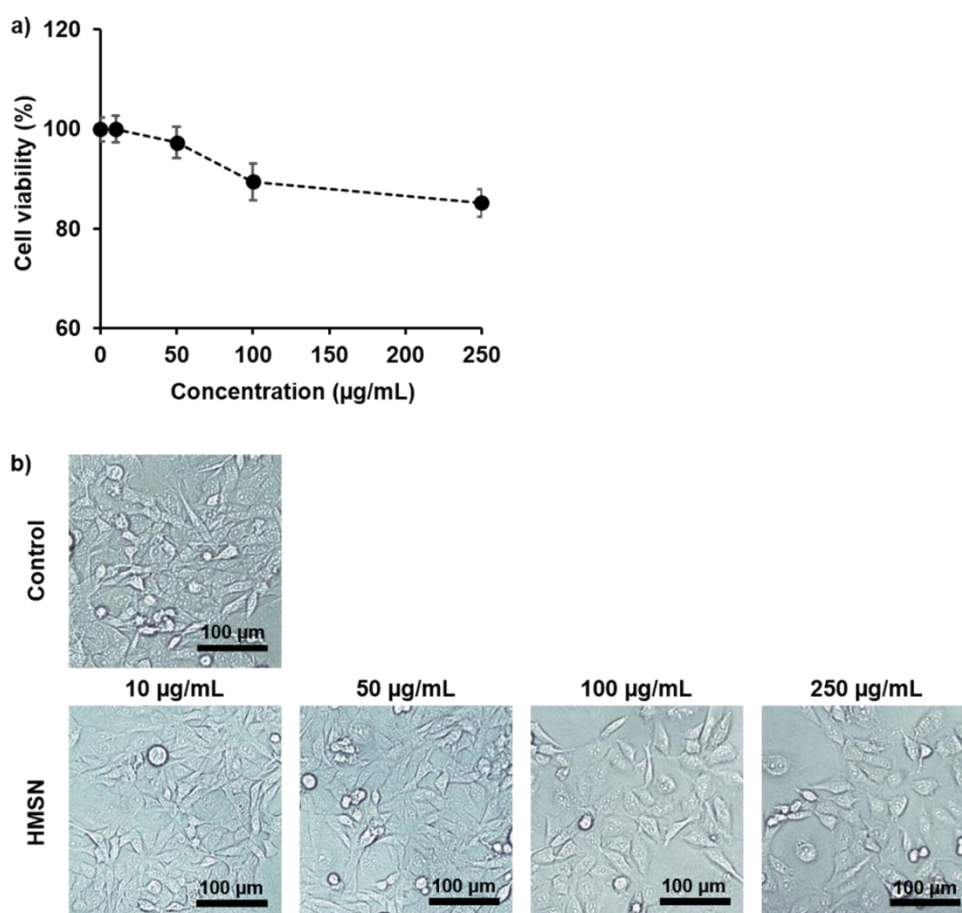 a)
120
100
80
60
Cell viability (%)
0 50 100 150 200 250
Concentration (µg/mL)
b)
Control
100 µm
10 µg/mL 50 µg/mL 100 µg/mL 250 µg/mL
HMSN
100 µm 100 µm 100 µm 100 µm